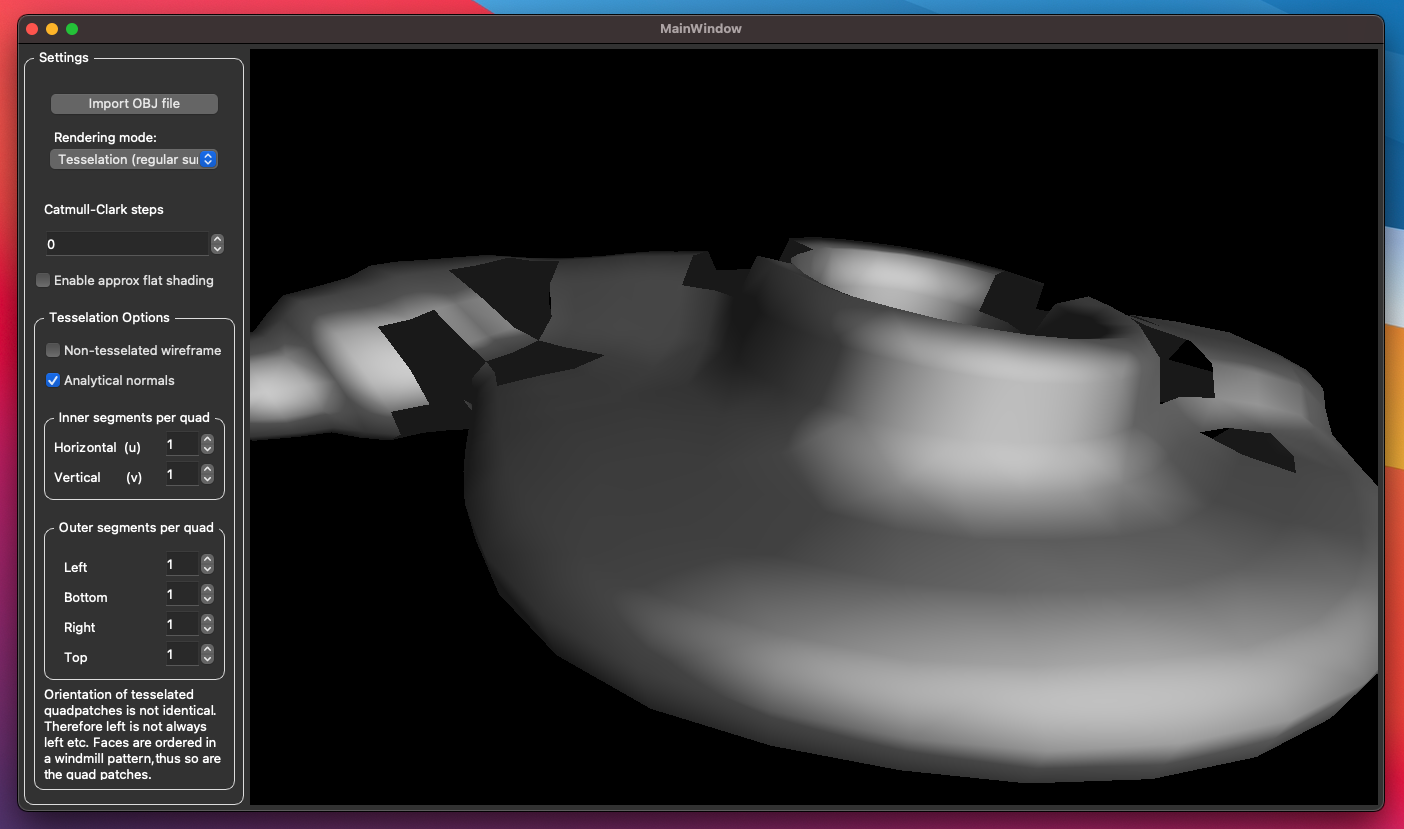 MainWindow
Settings
Import OBJ file
Rendering mode:
Tesselation (regular sur
Catmull-Clark steps
0
Enable approx flat shading
Tesselation Options
Non-tesselated wireframe
Analytical normals
Inner segments per quad
Horizontal (u) 1
Vertical (v) 1
Outer segments per quad
Left 1
Bottom 1
Right 1
Top 1
Orientation of tesselated
quadpatches is not identical.
Therefore left is not always
left etc. Faces are ordered in
a windmill pattern,thus so are
the quad patches.